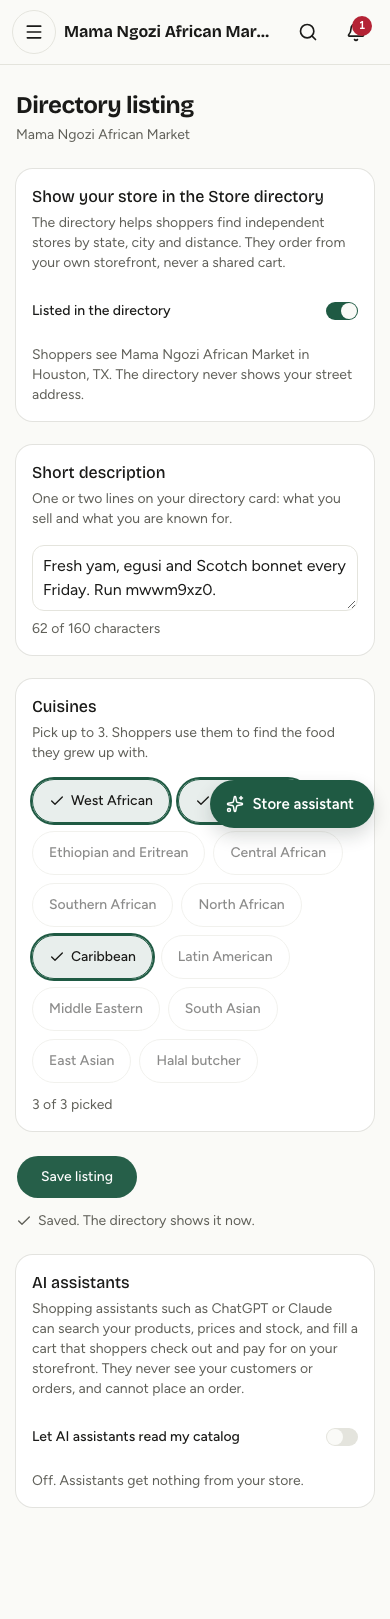 Mama Ngozi African Mar...
1
Directory listing
Mama Ngozi African Market
Show your store in the Store directory
The directory helps shoppers find independent
stores by state, city and distance. They order from
your own storefront, never a shared cart.
Listed in the directory
Shoppers see Mama Ngozi African Market in
Houston, TX. The directory never shows your street
address.
Short description
One or two lines on your directory card: what you
sell and what you are known for.
Fresh yam, egusi and Scotch bonnet every
Friday. Run mwwm9xz0.
62 of 160 characters
Cuisines
Pick up to 3. Shoppers use them to find the food
they grew up with.
West African
Store assistant
Ethiopian and Eritrean Central African
Southern African North African
Caribbean Latin American
Middle Eastern South Asian
East Asian Halal butcher
3 of 3 picked
Save listing
Saved. The directory shows it now.
AI assistants
Shopping assistants such as ChatGPT or Claude
can search your products, prices and stock, and fill a
cart that shoppers check out and pay for on your
storefront. They never see your customers or
orders, and cannot place an order.
Let AI assistants read my catalog
Off. Assistants get nothing from your store.